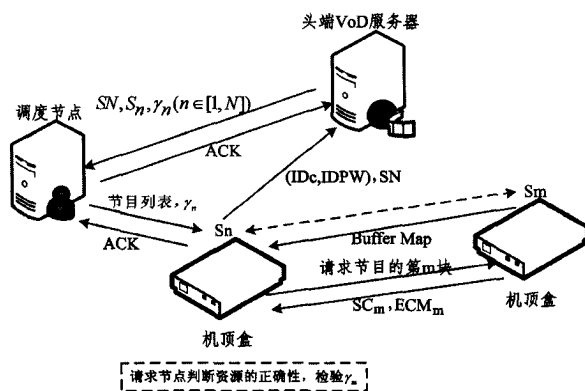 头端VoD服务器
调度节点
SN, Sₙ, γₙ(n∈[1, N])
ACK
(IDc,IDPW), SN
节目列表, γₙ
ACK
Sn
Sm
Buffer Map
请求节目的第m块
SCₘ, ECMₘ
机顶盒
机顶盒
请求节点判断资源的正确性，检验γₙ